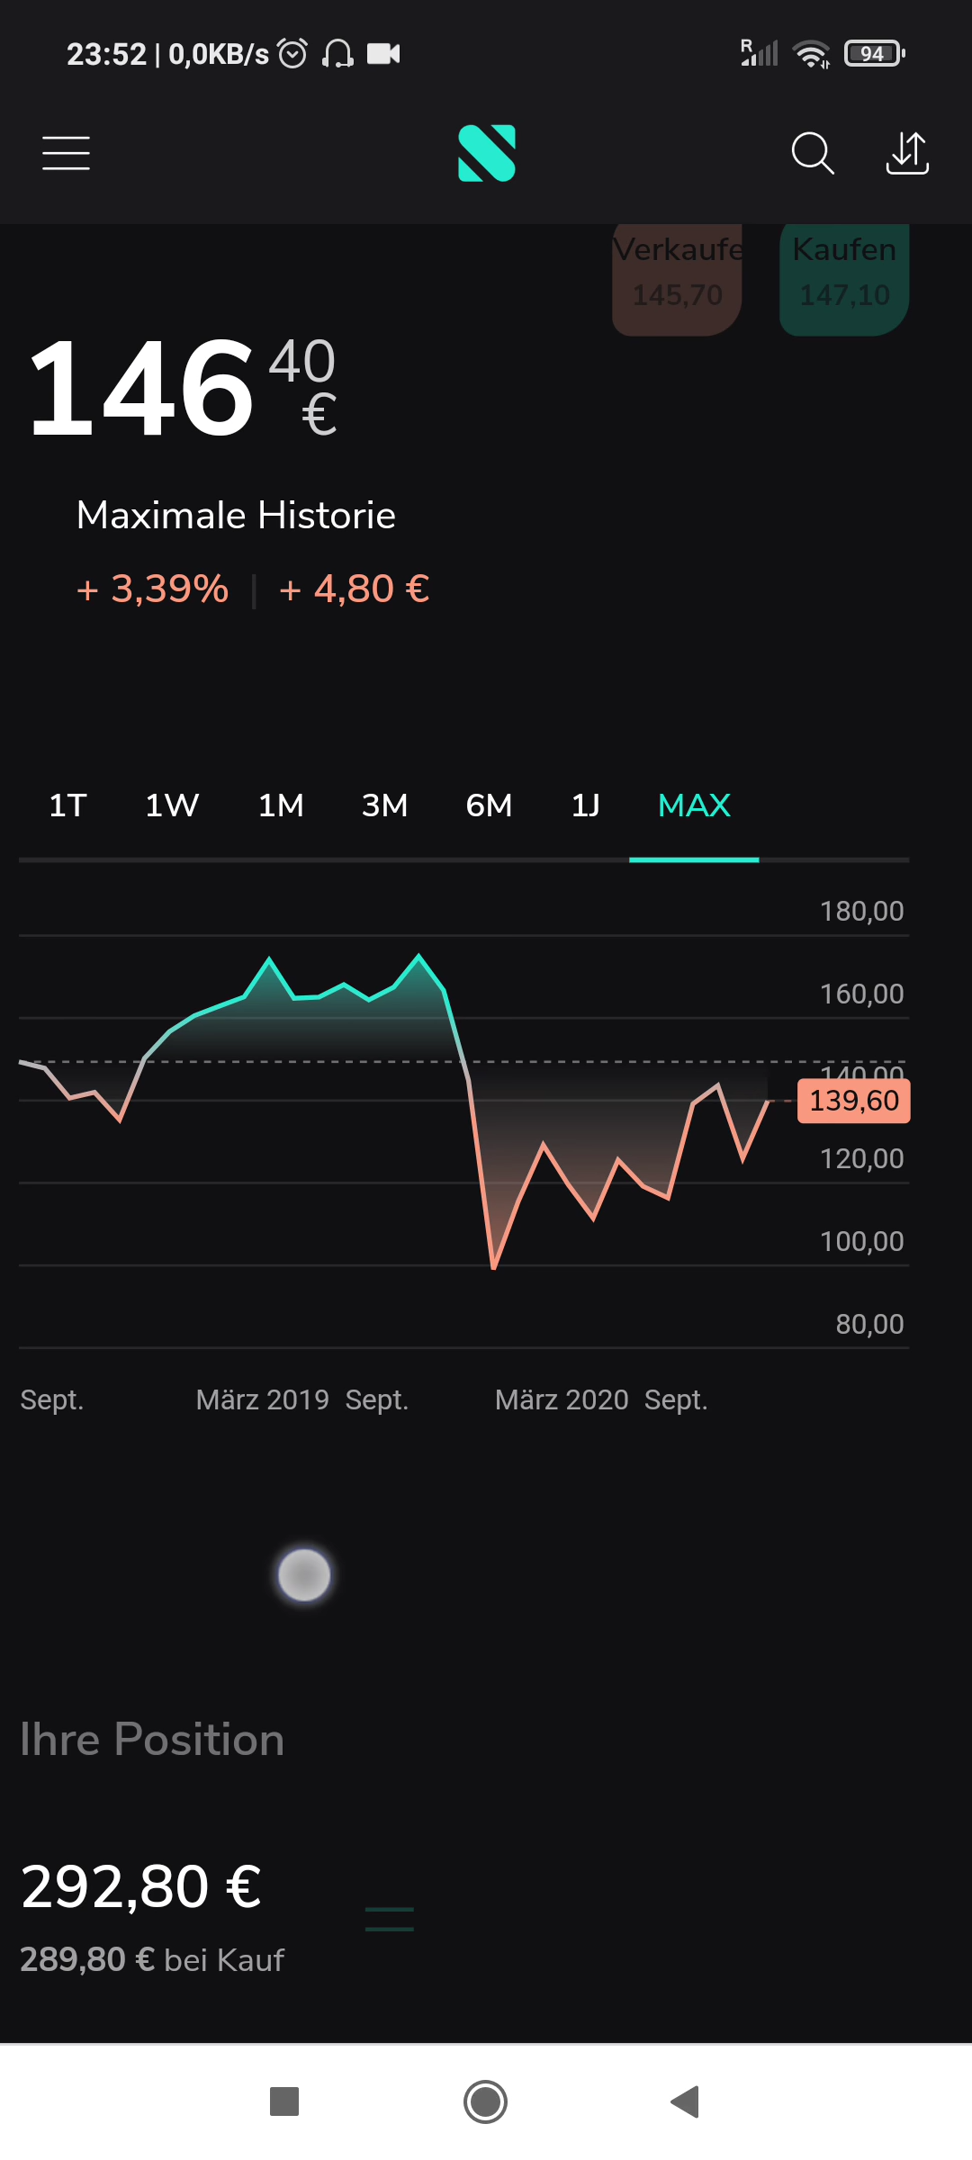 23:52 | 0,0KB/s
R
94
Verkaufe
Kaufen
145,70
147,10
146 40 €
Maximale Historie
+ 3,39% | + 4,80 €
1T 1W 1M 3M 6M 1J MAX
180,00
160,00
140,00
139,60
120,00
100,00
80,00
Sept. März 2019 Sept. März 2020 Sept.
Ihre Position
292,80 €
289,80 € bei Kauf